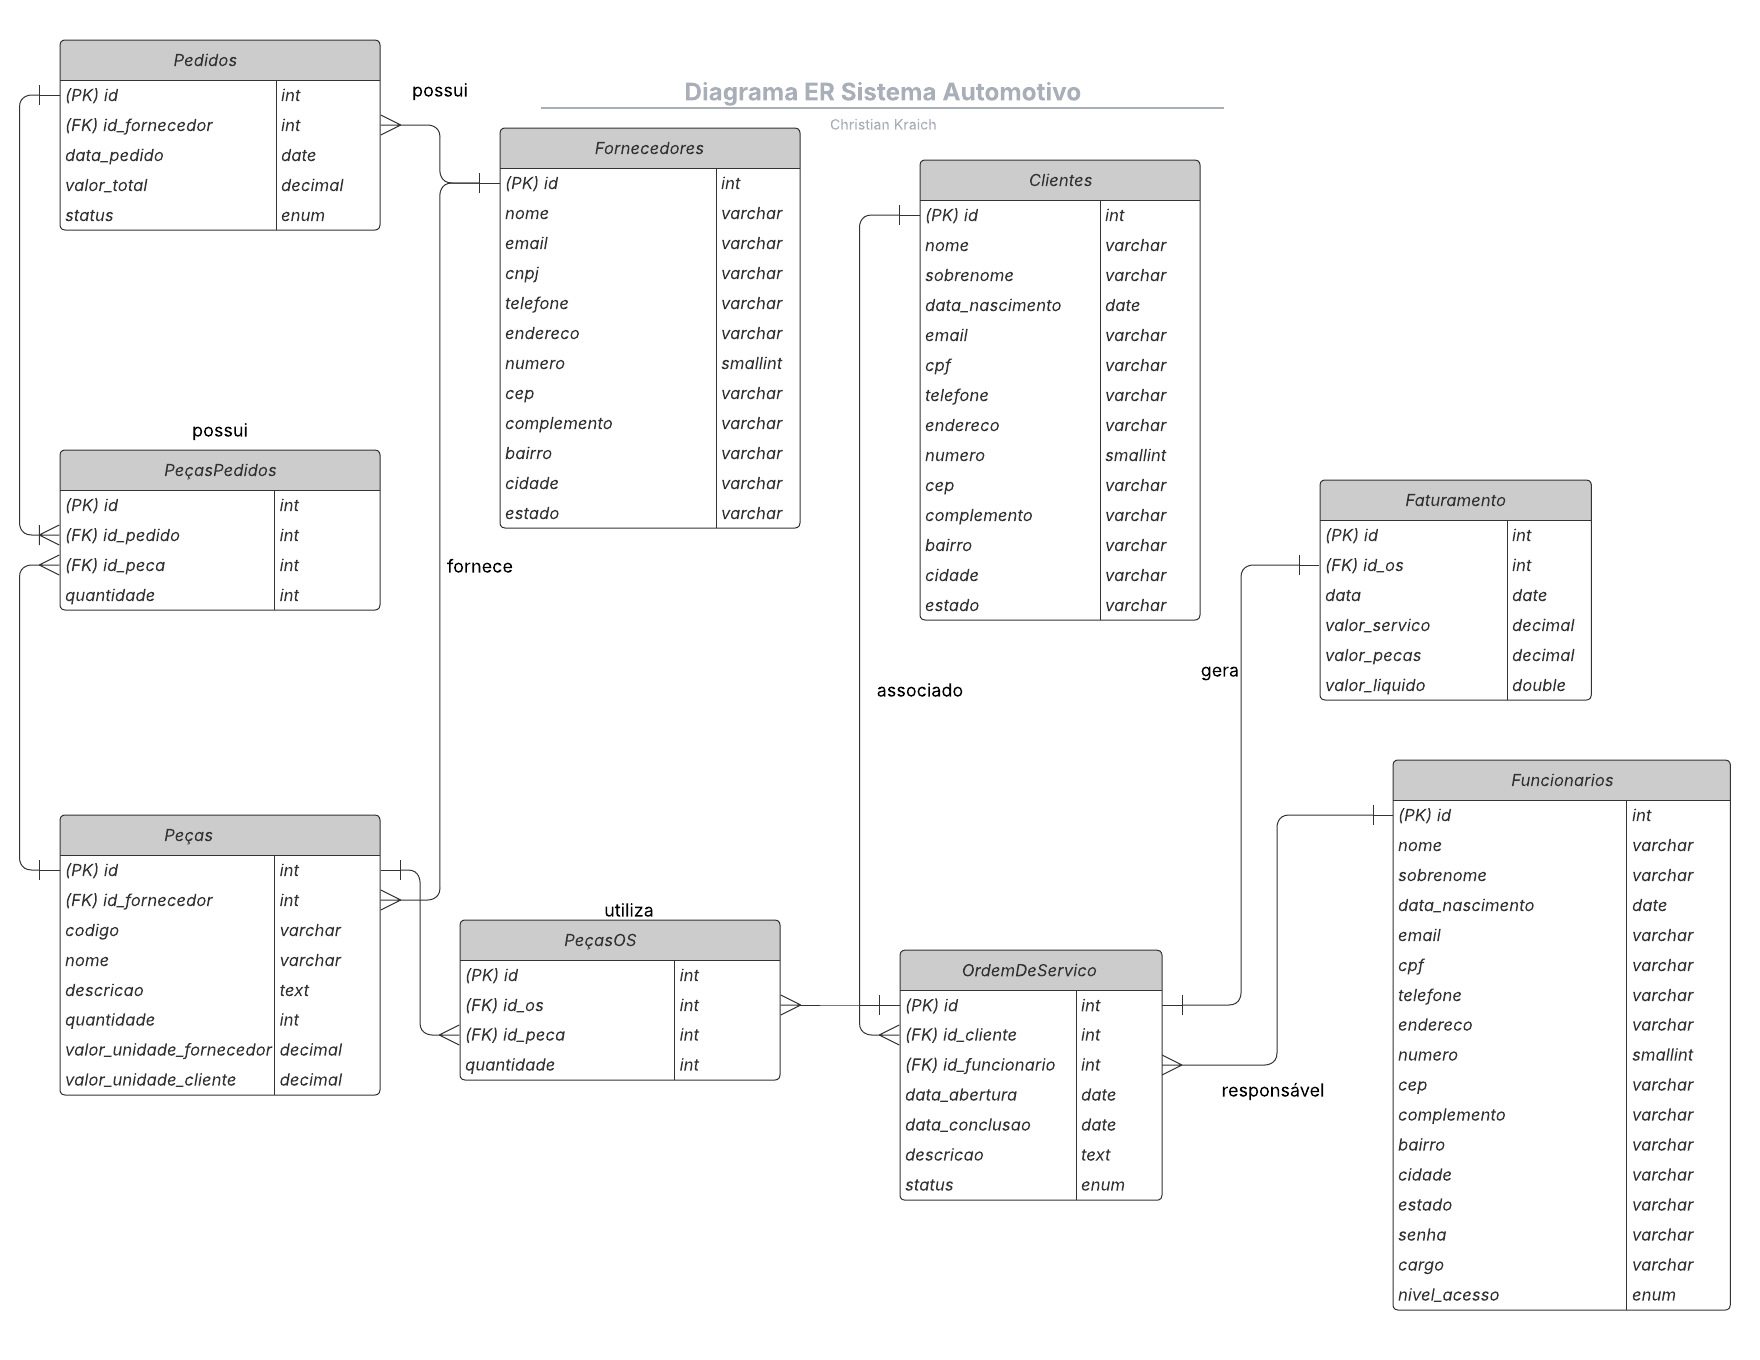 Diagrama ER Sistema Automotivo
Christian Kraich
Pedidos
(PK) id int
(FK) id_fornecedor int
data_pedido date
valor_total decimal
status enum
possui
Fornecedores
(PK) id int
nome varchar
email varchar
cnpj varchar
telefone varchar
endereco varchar
numero smallint
cep varchar
complemento varchar
bairro varchar
cidade varchar
estado varchar
Clientes
(PK) id int
nome varchar
sobrenome varchar
data_nascimento date
email varchar
cpf varchar
telefone varchar
endereco varchar
numero smallint
cep varchar
complemento varchar
bairro varchar
cidade varchar
estado varchar
possui
PeçasPedidos
(PK) id int
(FK) id_pedido int
(FK) id_peca int
quantidade int
fornece
Faturamento
(PK) id int
(FK) id_os int
data date
valor_servico decimal
valor_pecas decimal
valor_liquido double
gera
associado
Peças
(PK) id int
(FK) id_fornecedor int
codigo varchar
nome varchar
descricao text
quantidade int
valor_unidade_fornecedor decimal
valor_unidade_cliente decimal
utiliza
PeçasOS
(PK) id int
(FK) id_os int
(FK) id_peca int
quantidade int
OrdemDeServico
(PK) id int
(FK) id_cliente int
(FK) id_funcionario int
data_abertura date
data_conclusao date
descricao text
status enum
responsável
Funcionarios
(PK) id int
nome varchar
sobrenome varchar
data_nascimento date
email varchar
cpf varchar
telefone varchar
endereco varchar
numero smallint
cep varchar
complemento varchar
bairro varchar
cidade varchar
estado varchar
senha varchar
cargo varchar
nivel_acesso enum